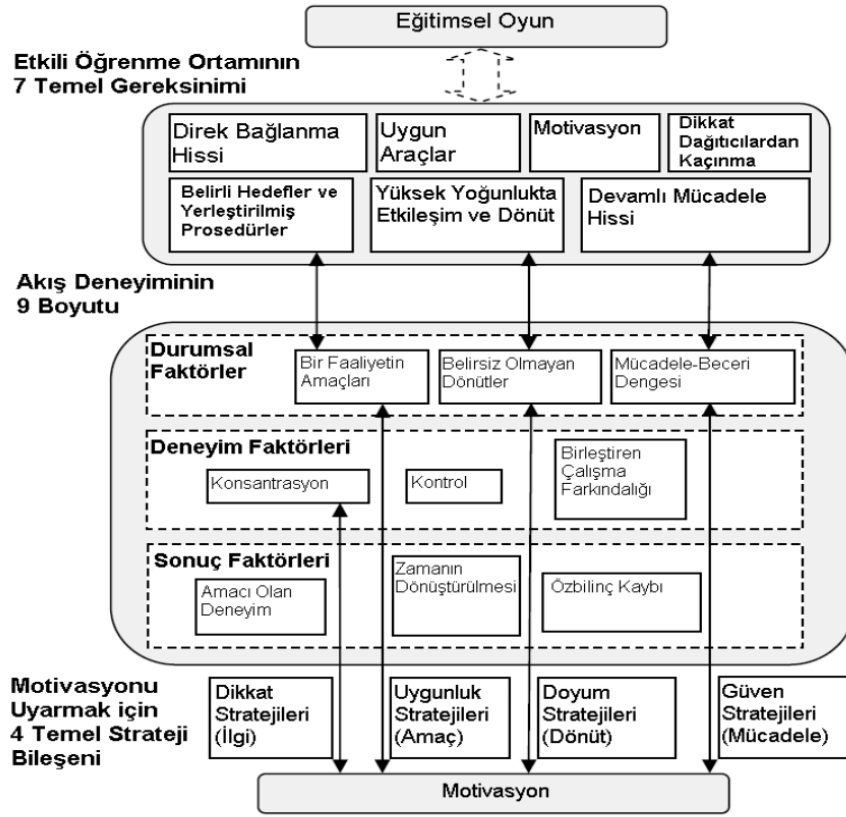 Eğitimsel Oyun
Etkili Öğrenme Ortamının
7 Temel Gereksinimi
Direk Bağlanma
Hissi
Uygun
Araçlar
Motivasyon
Dikkat
Dağıtıcılardan
Kaçınma
Belirli Hedefler ve
Yerleştirilmiş
Prosedürler
Yüksek Yoğunlukta
Etkileşim ve Dönüt
Devamlı Mücadele
Hissi
Akış Deneyiminin
9 Boyutu
Durumsal
Faktörler
Bir Faaliyetin
Amaçları
Belirsiz Olmayan
Dönütler
Mücadele-Beceri
Dengesi
Deneyim Faktörleri
Konsantrasyon
Kontrol
Birleştiren
Çalışma
Farkındalığı
Sonuç Faktörleri
Amacı Olan
Deneyim
Zamanın
Dönüştürülmesi
Özbilinç Kaybı
Motivasyonu
Uyarmak için
4 Temel Strateji
Bileşeni
Dikkat
Stratejileri
(İlgi)
Uygunluk
Stratejileri
(Amaç)
Doyum
Stratejileri
(Dönüt)
Güven
Stratejileri
(Mücadele)
Motivasyon